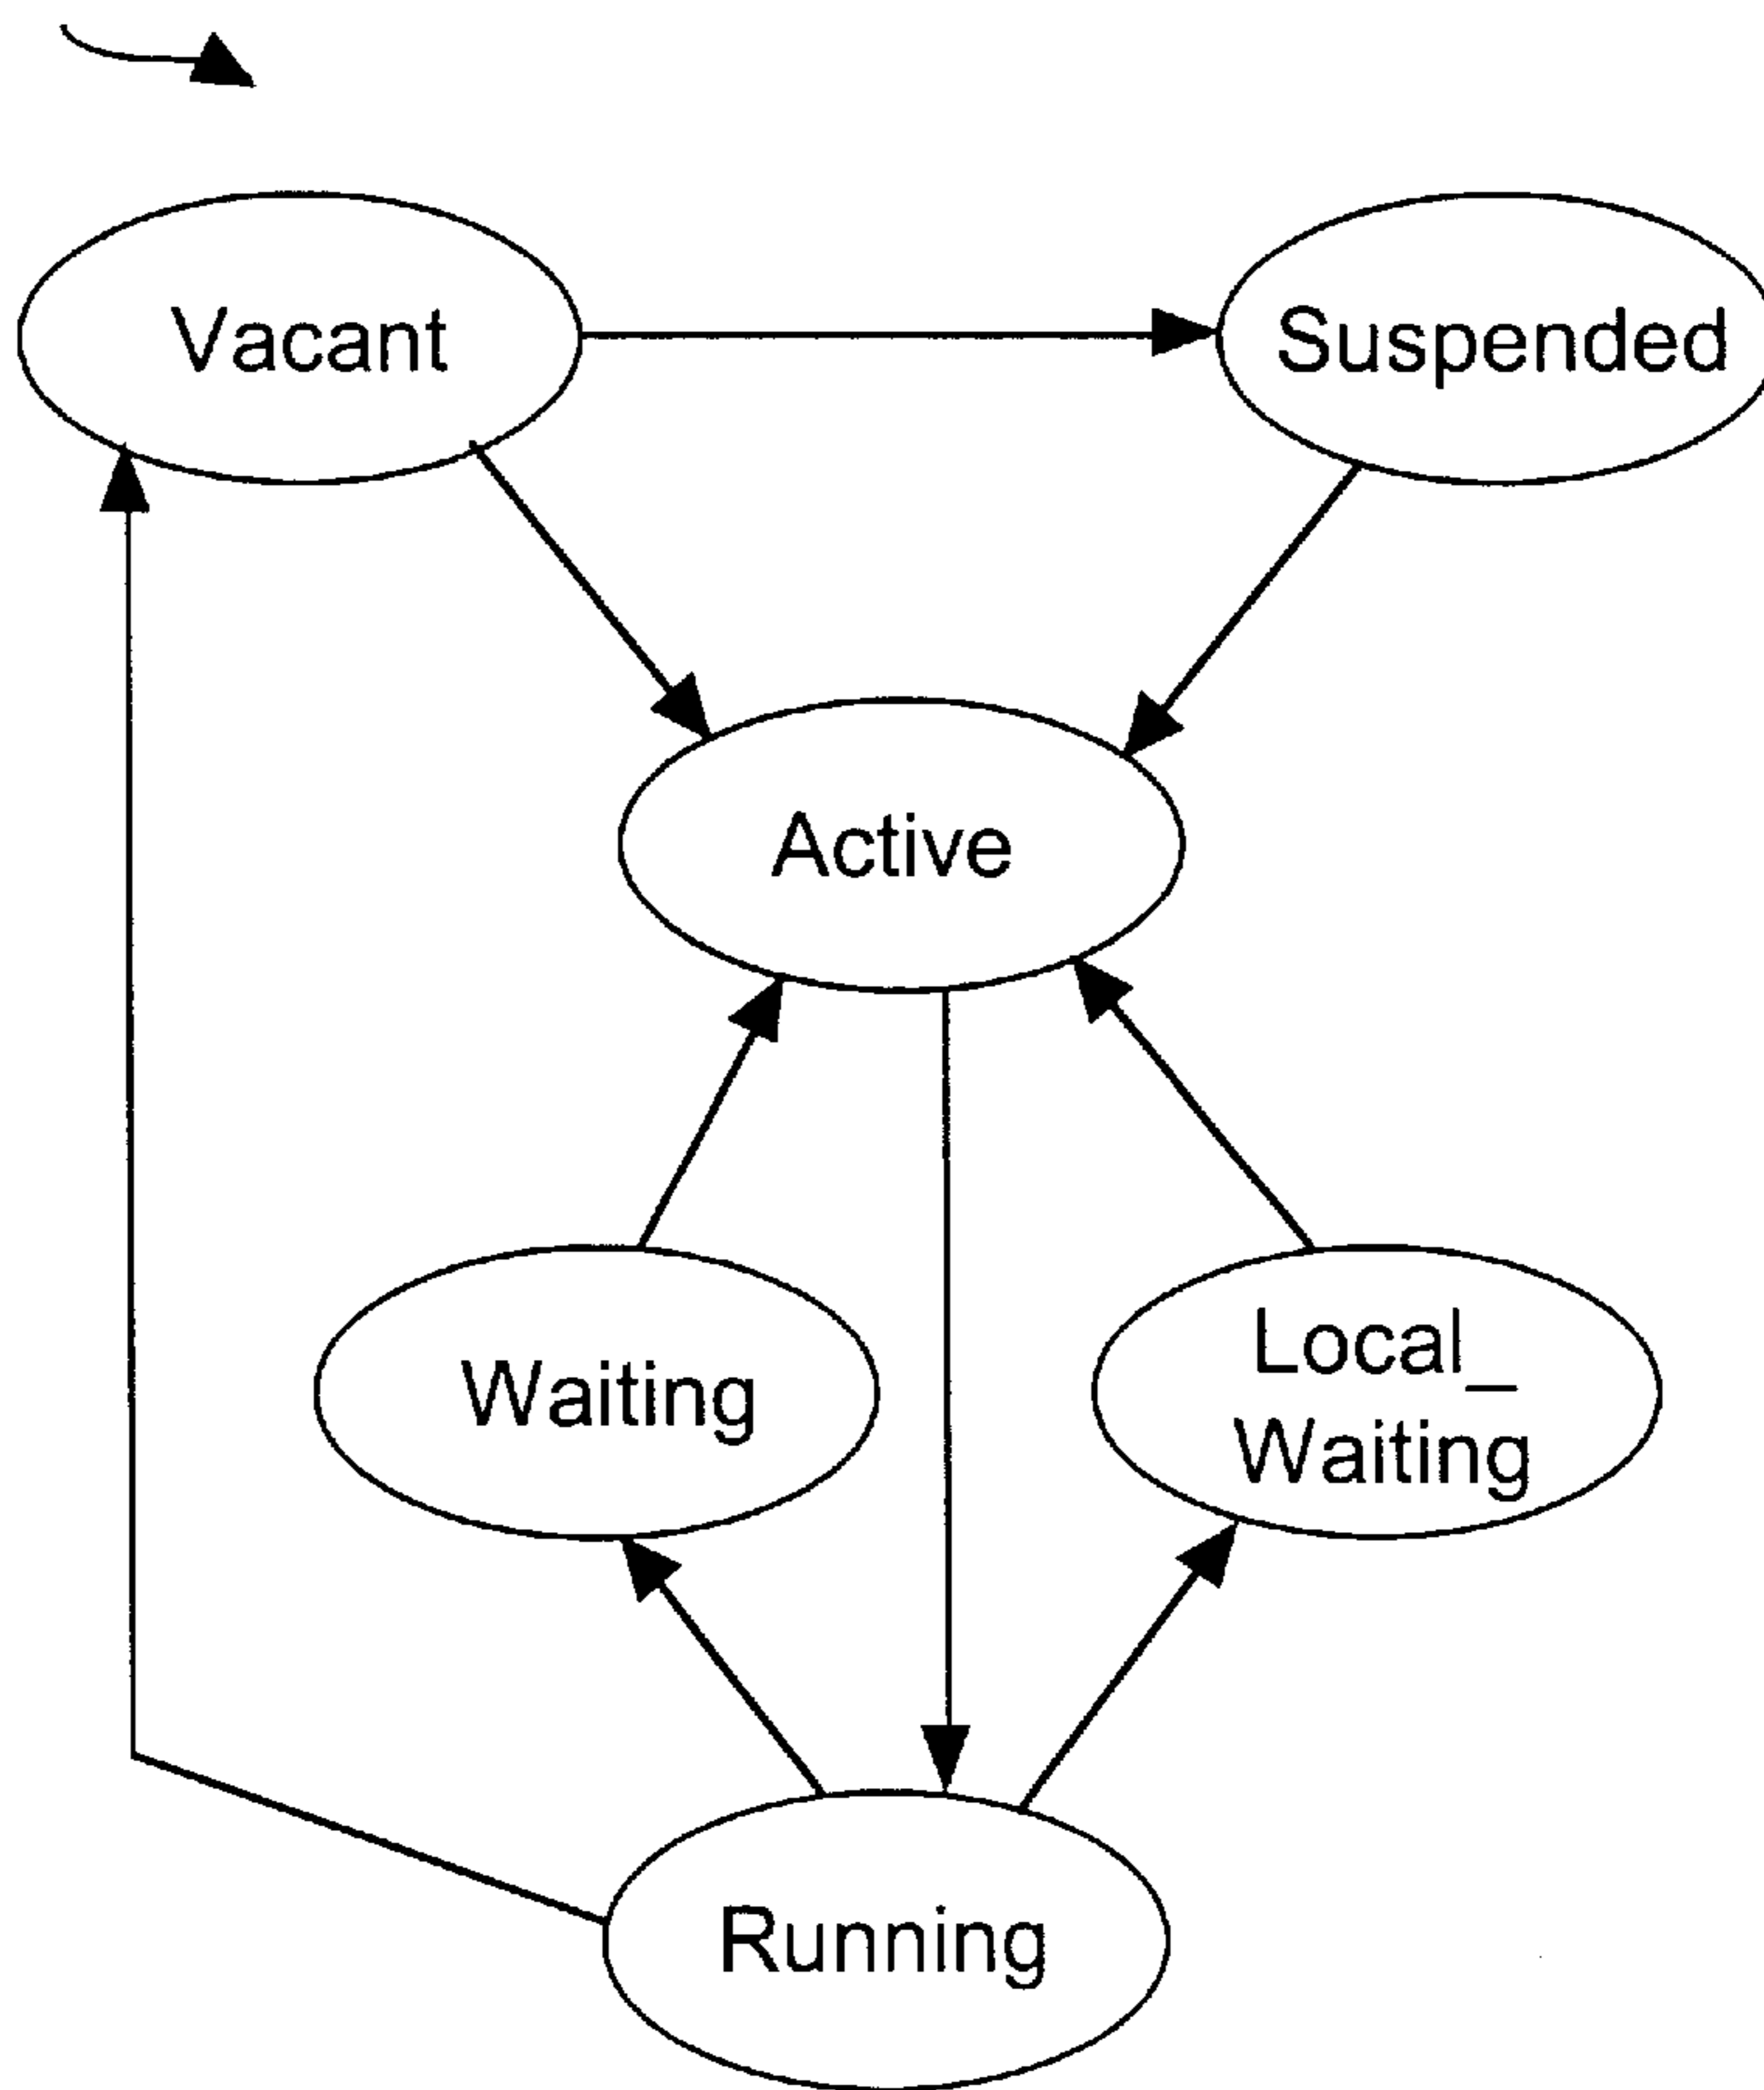 Vacant
Suspended
Active
Waiting
Local_
Waiting
Running